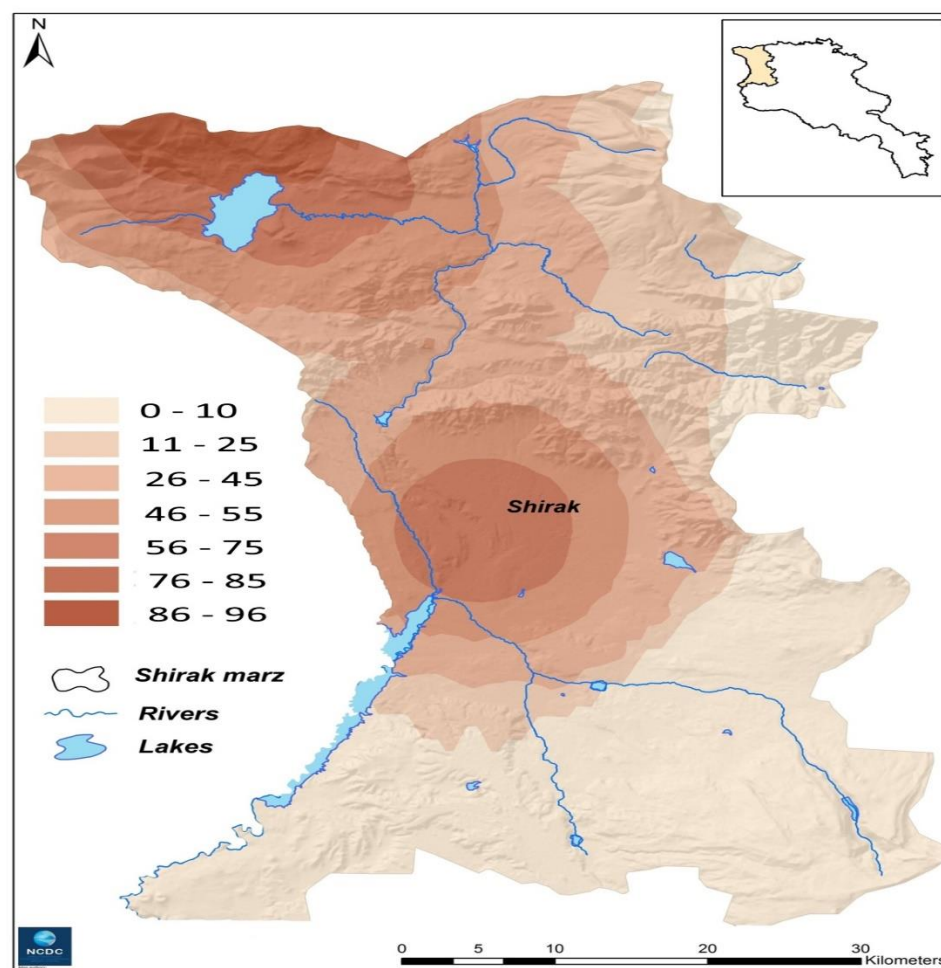 N
0 - 10
11 - 25
26 - 45
46 - 55
56 - 75
76 - 85
86 - 96
Shirak
Shirak marz
Rivers
Lakes
NCDC
0 5 10 20 30
Kilometers